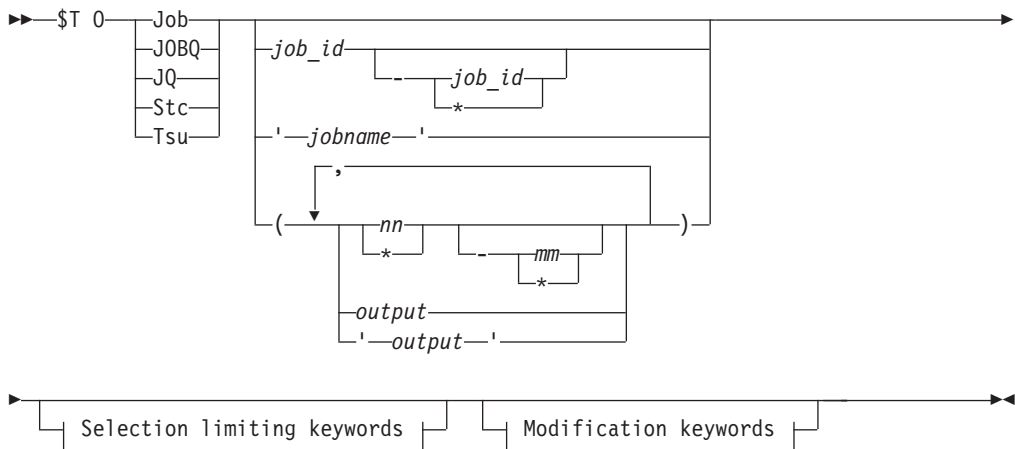 $T O Job
JOBQ job_id
JQ - job_id
Stc *
Tsu ' jobname '
,
( nn )
* - mm
*
output
' output '
Selection limiting keywords Modification keywords